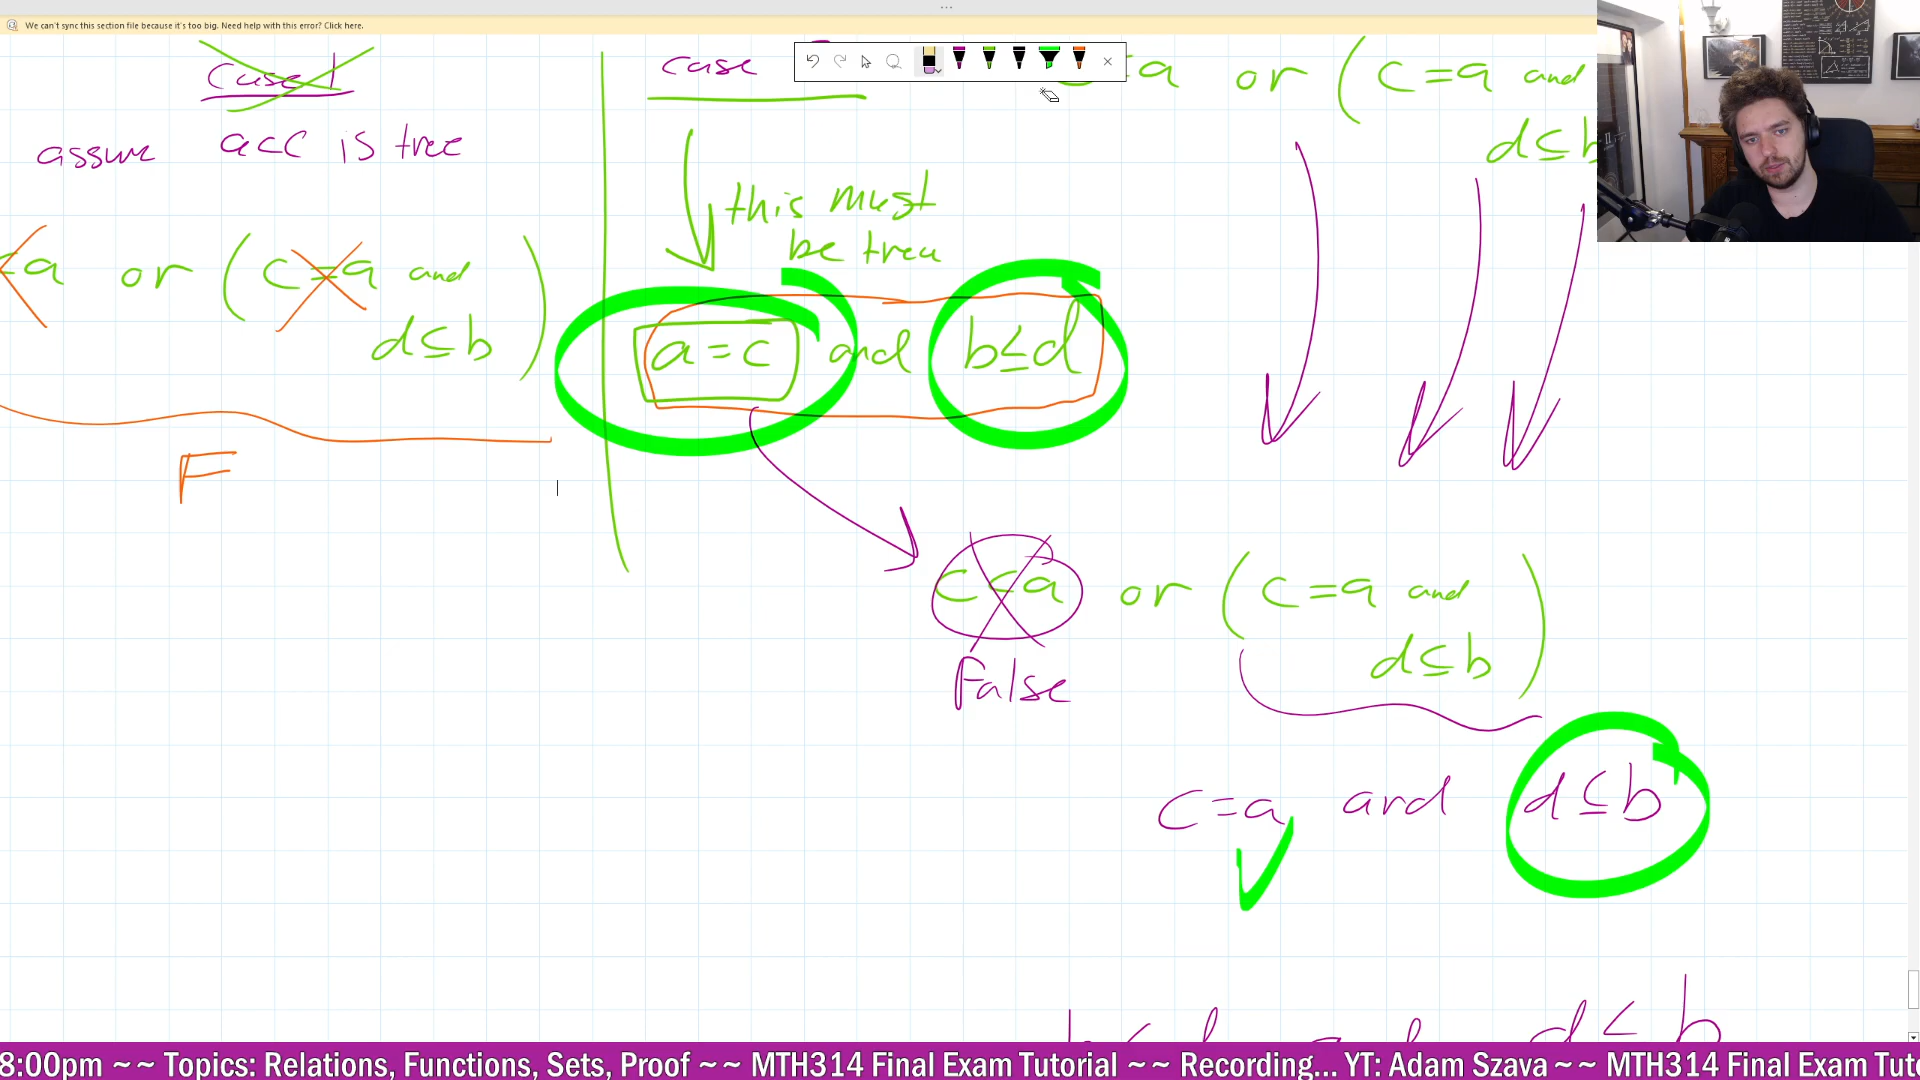 We can't sync this section file because it's too big. Need help with this error? Click here.
case 1
assume a<c is true
<a or (c=a and
d≤b)
F
case
this must
be true
a=c and b≤d
=a or (c=a and
d≤b
c<a or (c=a and
d≤b)
False
c=a and d≤b
d≤b
8:00pm ~~ Topics: Relations, Functions, Sets, Proof ~~ MTH314 Final Exam Tutorial ~~ Recording... YT: Adam Szava ~~ MTH314 Final Exam Tuto